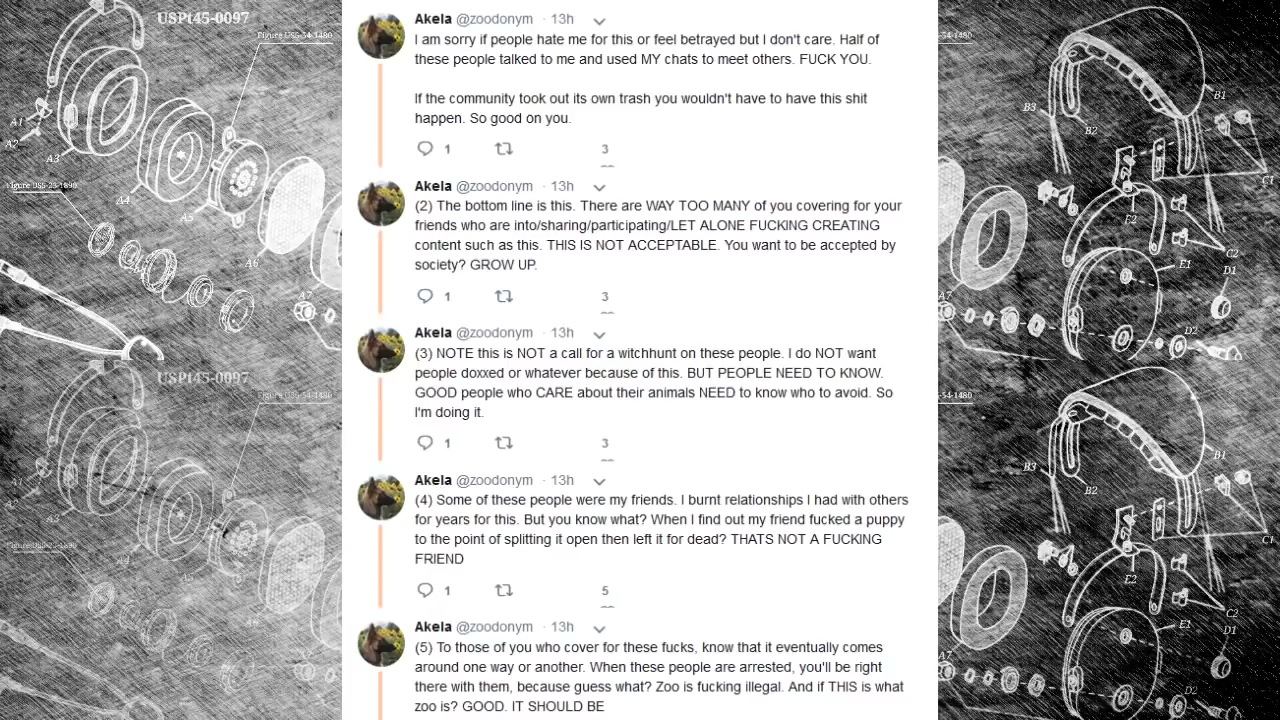 USPt45-0097
Figure US5-54-1480
A1
A2
A3
A4
A5
A6
A7
Figure US5-23-1890
USPt45-0097
Akela @zoodonym · 13h
I am sorry if people hate me for this or feel betrayed but I don't care. Half of
these people talked to me and used MY chats to meet others. FUCK YOU.
If the community took out its own trash you wouldn't have to have this shit
happen. So good on you.
1 3
Akela @zoodonym · 13h
(2) The bottom line is this. There are WAY TOO MANY of you covering for your
friends who are into/sharing/participating/LET ALONE FUCKING CREATING
content such as this. THIS IS NOT ACCEPTABLE. You want to be accepted by
society? GROW UP.
1 3
Akela @zoodonym · 13h
(3) NOTE this is NOT a call for a witchhunt on these people. I do NOT want
people doxxed or whatever because of this. BUT PEOPLE NEED TO KNOW.
GOOD people who CARE about their animals NEED to know who to avoid. So
I'm doing it.
1 3
Akela @zoodonym · 13h
(4) Some of these people were my friends. I burnt relationships I had with others
for years for this. But you know what? When I find out my friend fucked a puppy
to the point of splitting it open then left it for dead? THATS NOT A FUCKING
FRIEND
1 5
Akela @zoodonym · 13h
(5) To those of you who cover for these fucks, know that it eventually comes
around one way or another. When these people are arrested, you'll be right
there with them, because guess what? Zoo is fucking illegal. And if THIS is what
zoo is? GOOD. IT SHOULD BE
54-1480
B3
B2
B1
C1
E2
C2
E1
D1
A7
D2
54-1480
B3
B2
B1
C1
E2
C2
E1
D1
A7
D2